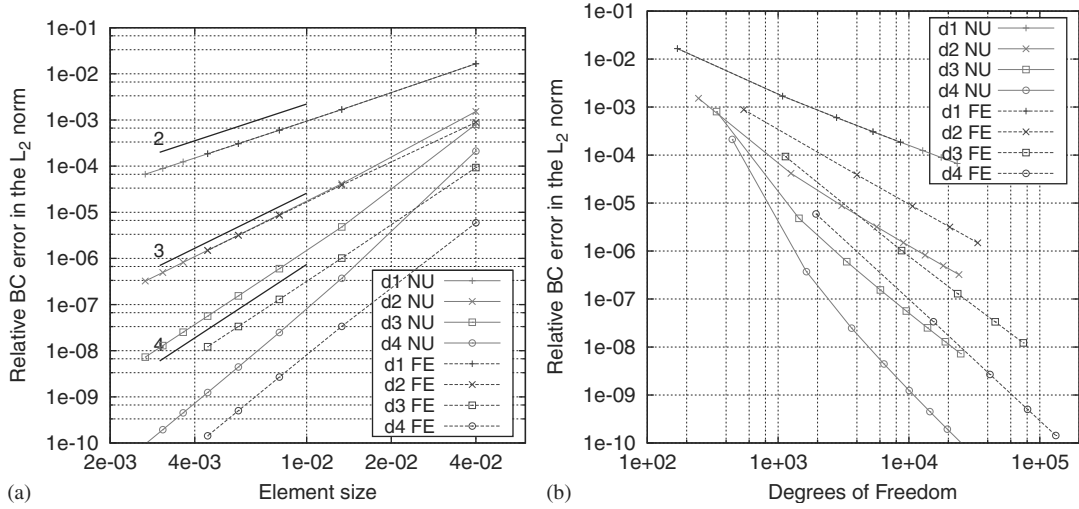 Relative BC error in the L2 norm
1e-01
1e-02
1e-03
1e-04
1e-05
1e-06
1e-07
1e-08
1e-09
1e-10
2
3
4
d1 NU
d2 NU
d3 NU
d4 NU
d1 FE
d2 FE
d3 FE
d4 FE
2e-03 4e-03 1e-02 2e-02 4e-02
(a) Element size
Relative BC error in the L2 norm
1e-01
1e-02
1e-03
1e-04
1e-05
1e-06
1e-07
1e-08
1e-09
1e-10
d1 NU
d2 NU
d3 NU
d4 NU
d1 FE
d2 FE
d3 FE
d4 FE
1e+02 1e+03 1e+04 1e+05
(b) Degrees of Freedom